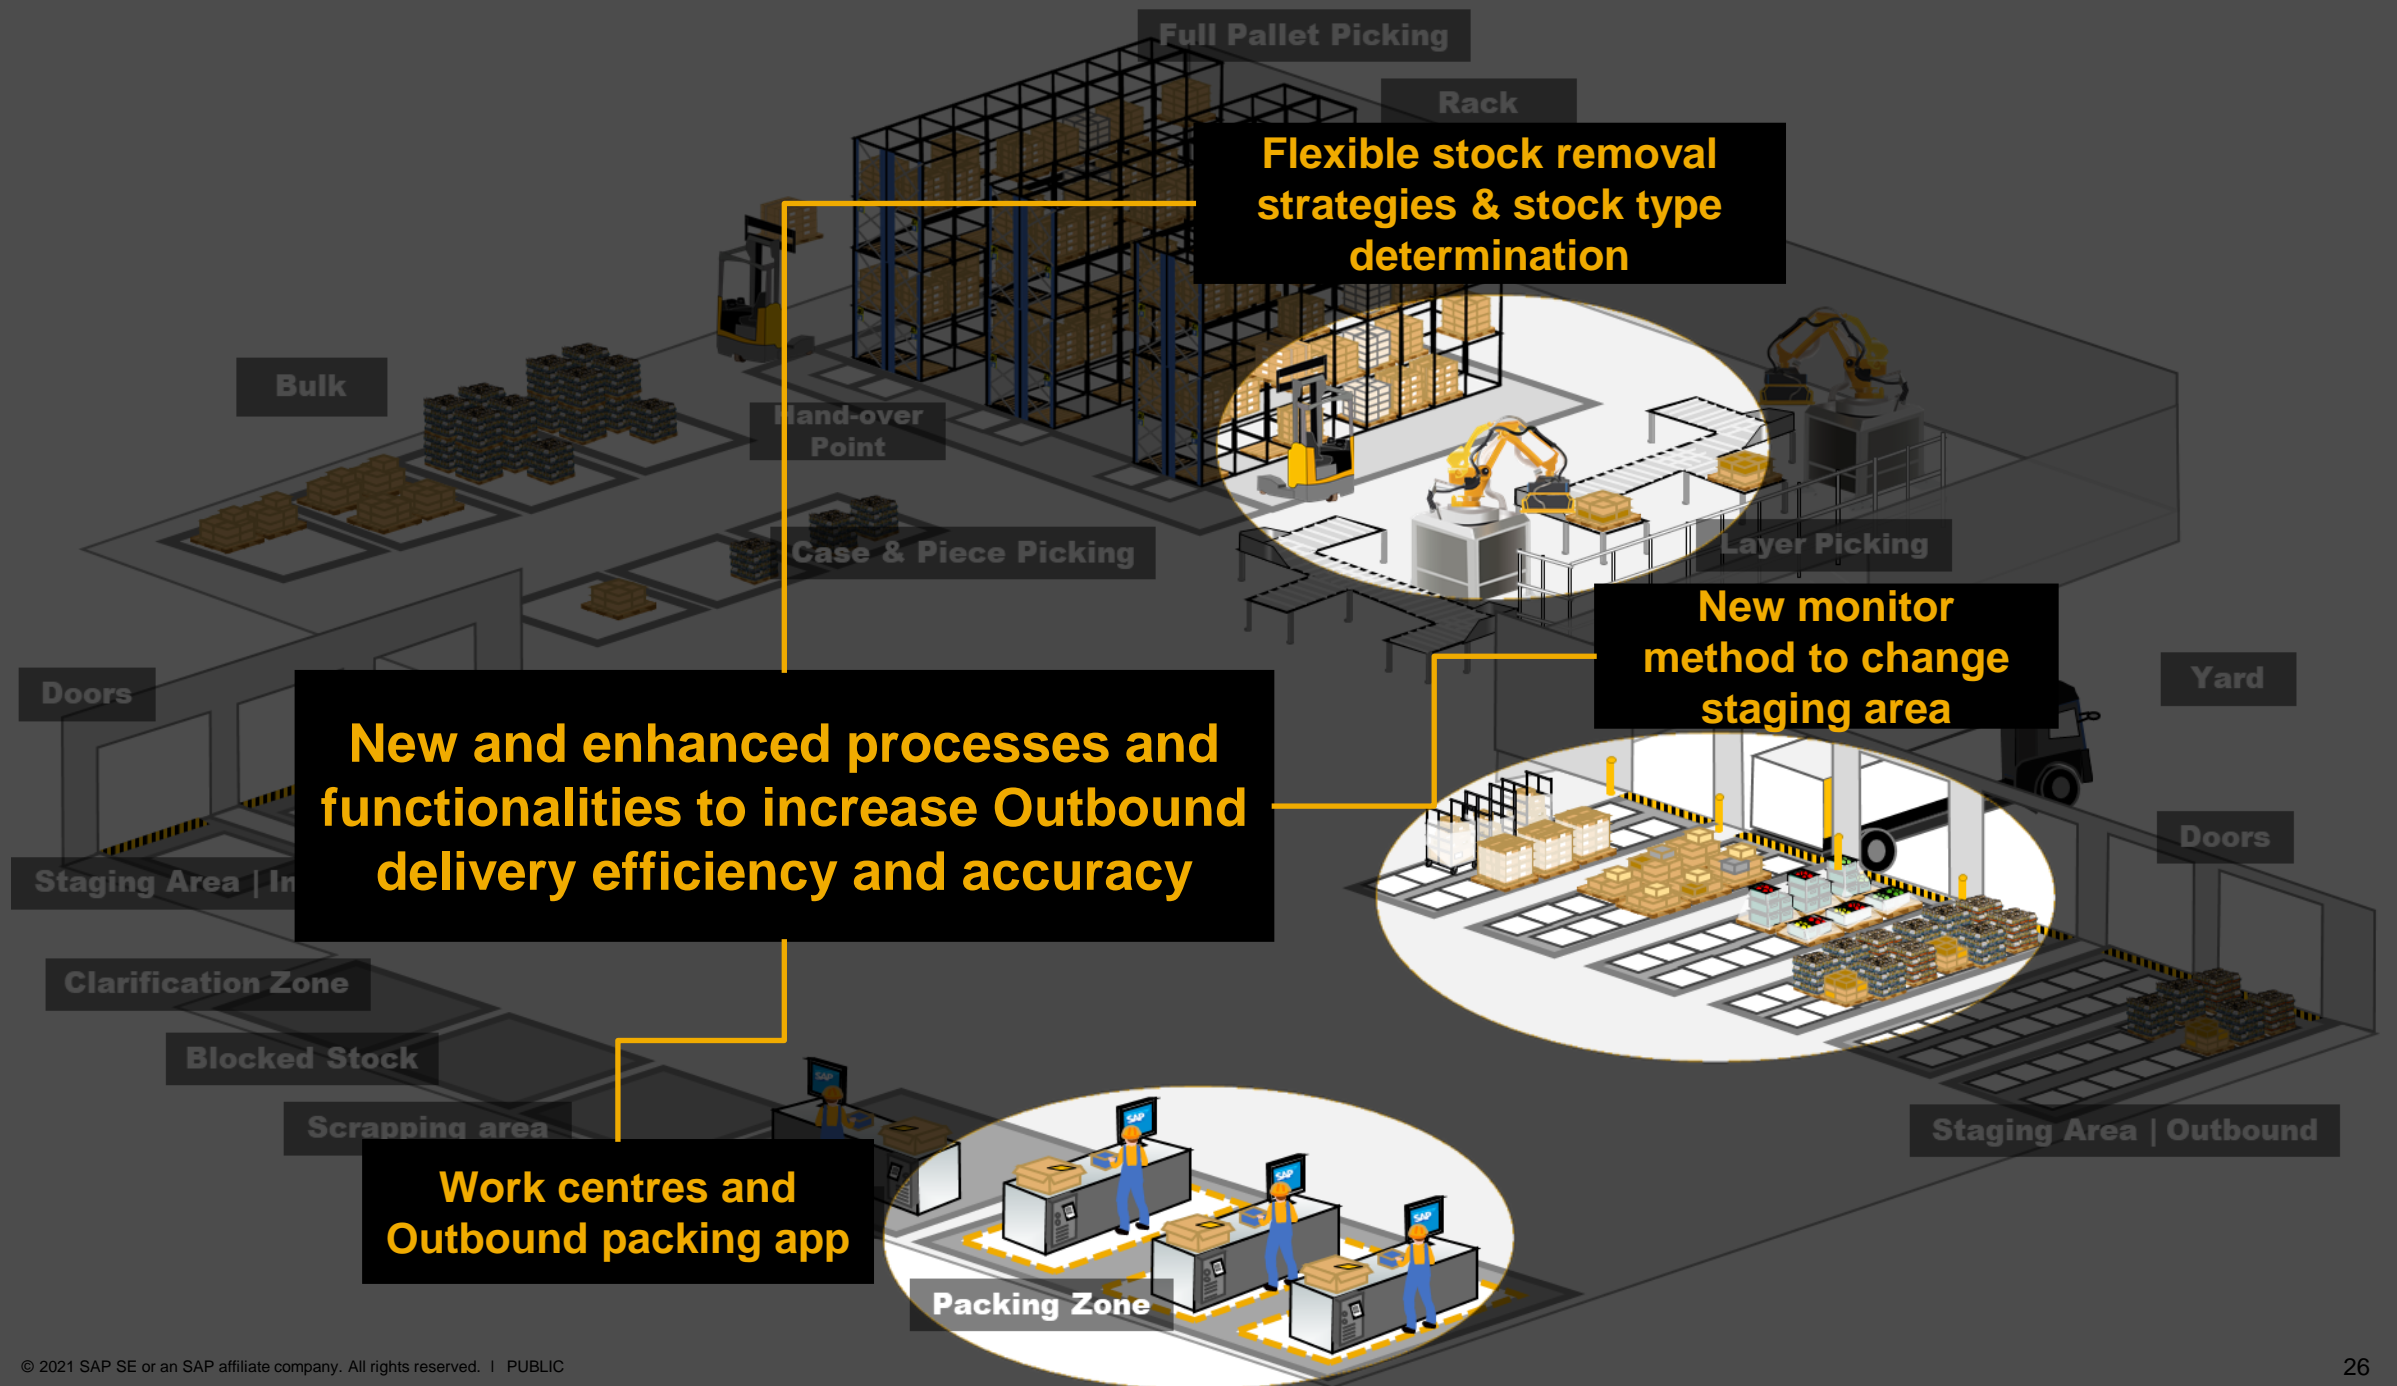 Full Pallet Picking
Rack
Flexible stock removal
strategies & stock type
determination
Bulk
Hand-over
Point
Case & Piece Picking
Layer Picking
New monitor
method to change
staging area
Doors
Yard
New and enhanced processes and
functionalities to increase Outbound
delivery efficiency and accuracy
Doors
Staging Area | In
Clarification Zone
Blocked Stock
SAP
Scrapping area
SAP
Staging Area | Outbound
SAP
Work centres and
Outbound packing app
SAP
Packing Zone
© 2021 SAP SE or an SAP affiliate company. All rights reserved. | PUBLIC
26